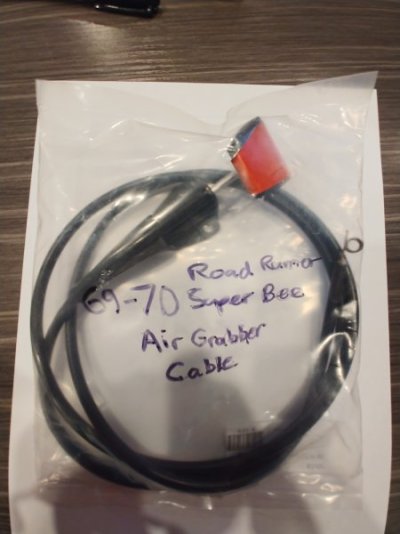 Road Runner
69-70 Super Bee
Air Grabber
Cable